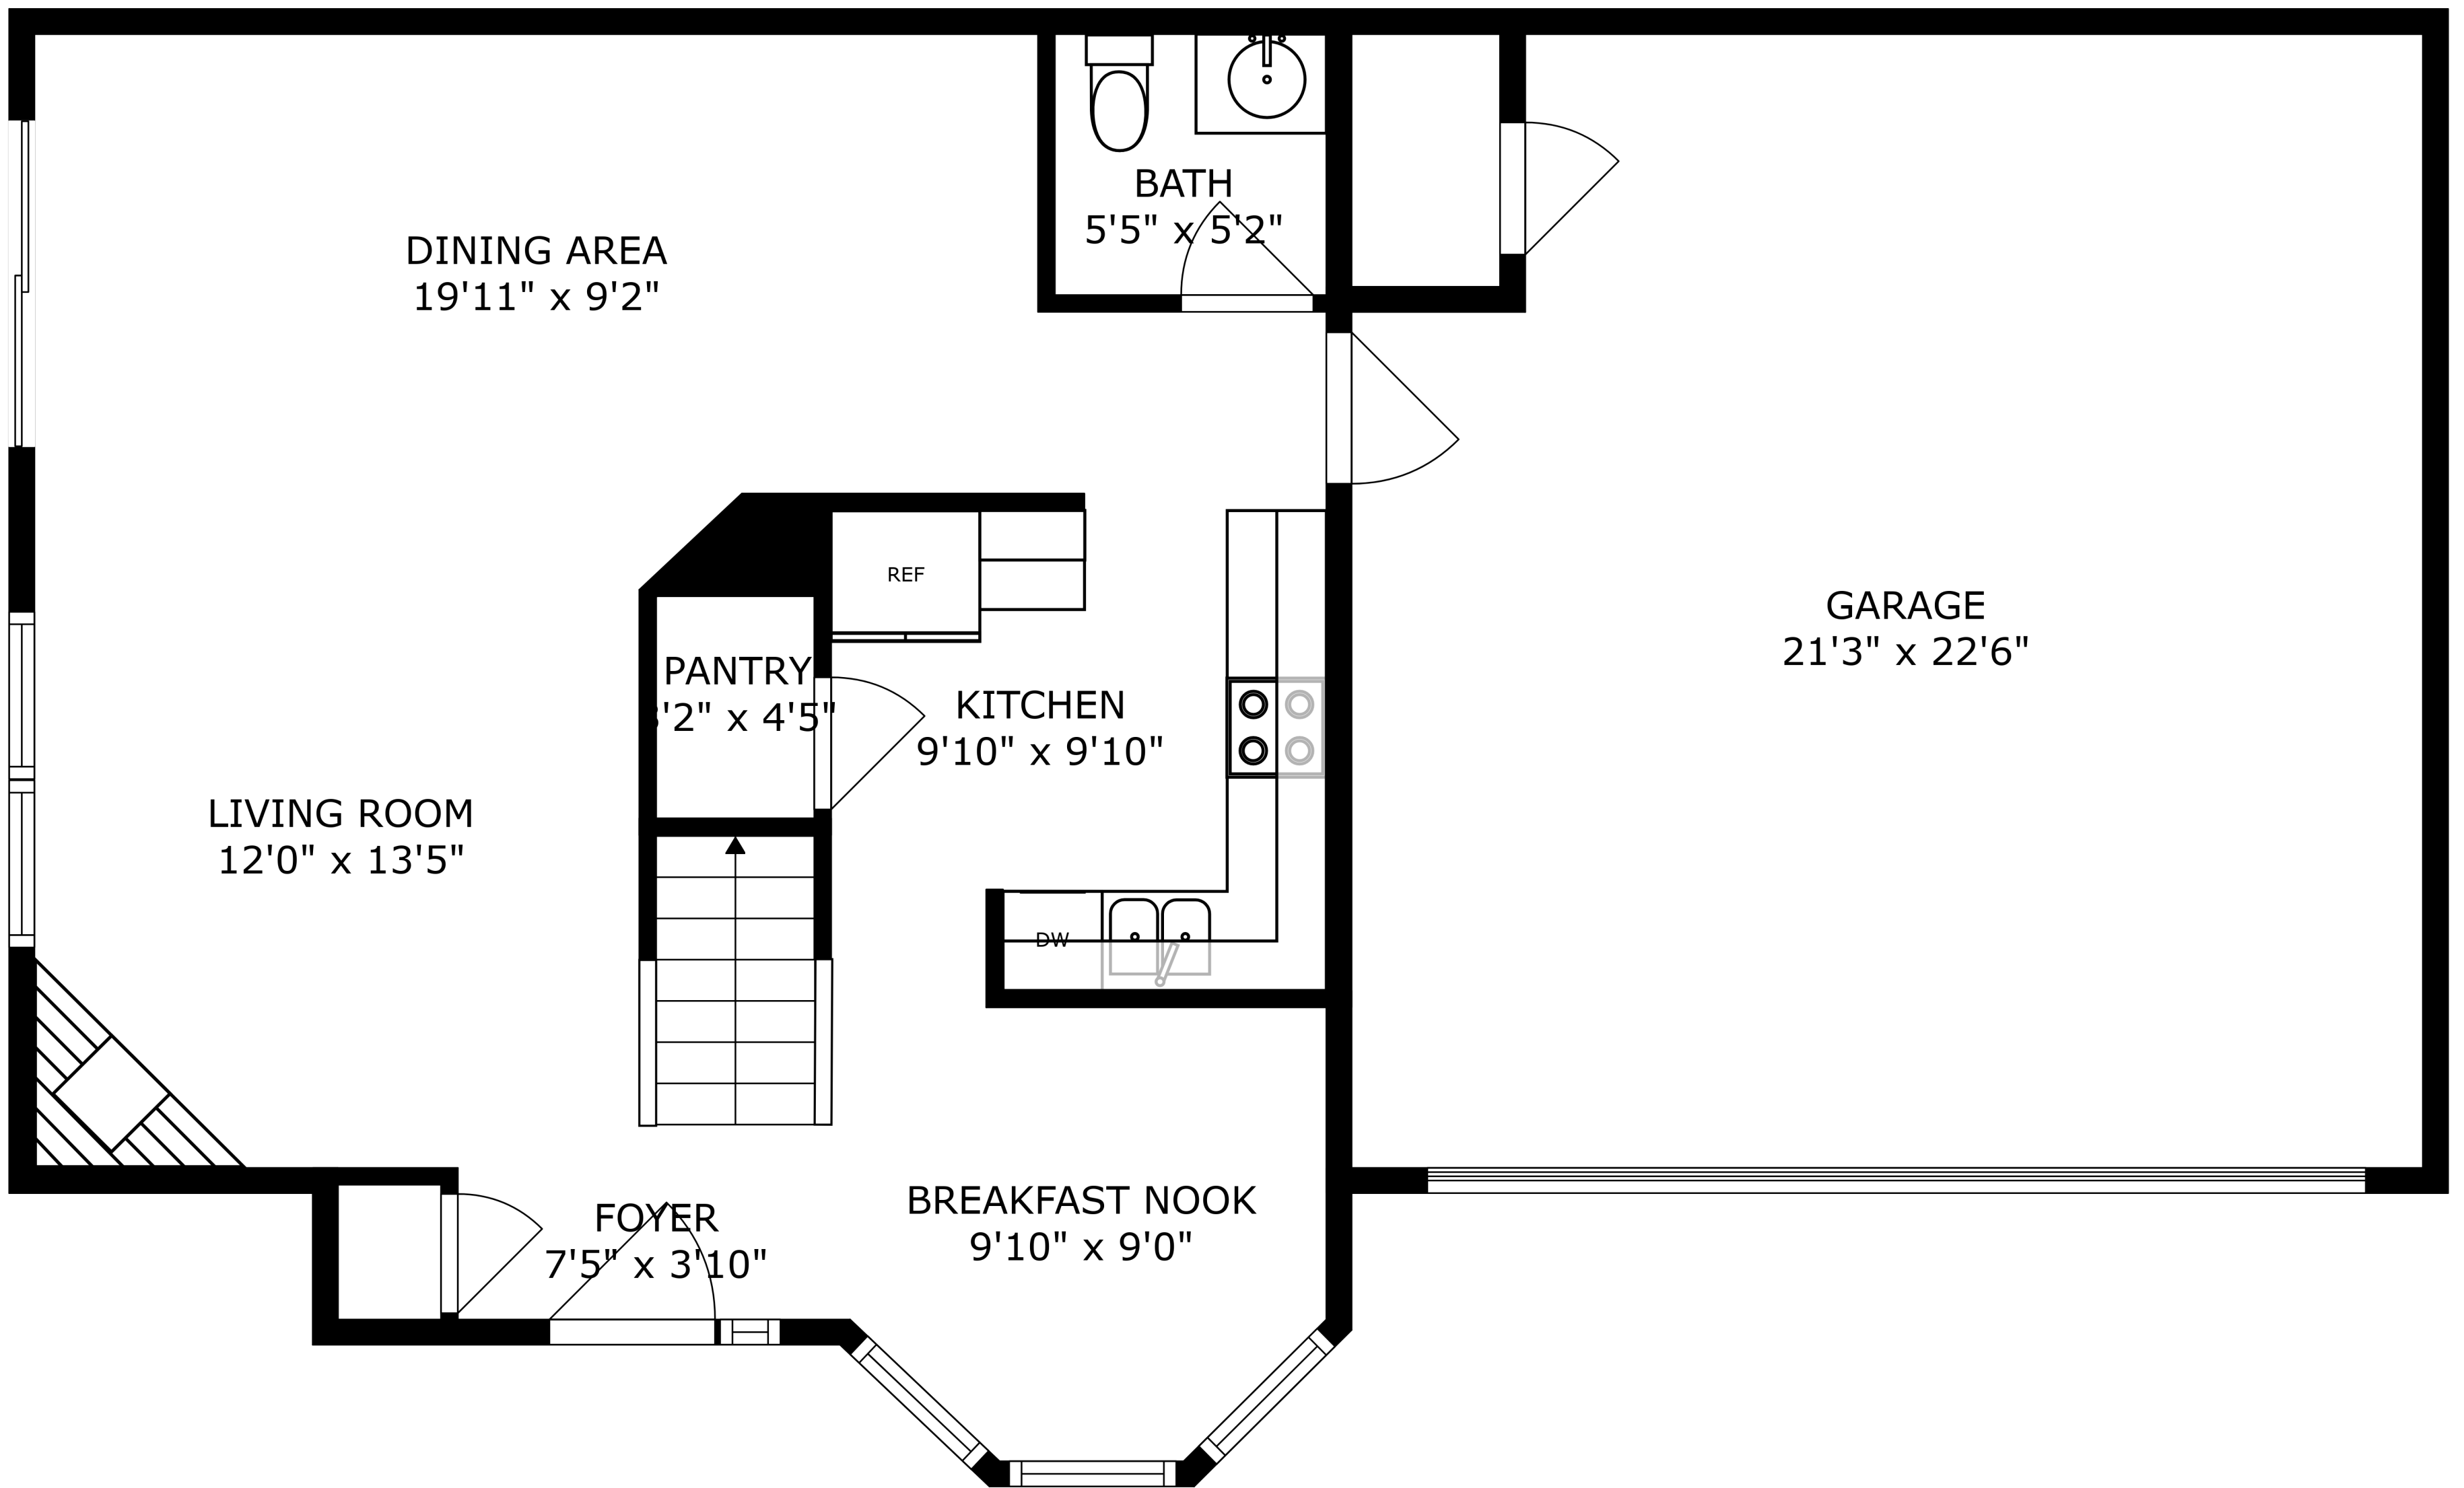 BATH
5'5" x 5'2"
DINING AREA
19'11" x 9'2"
REF
GARAGE
21'3" x 22'6"
PANTRY
'2" x 4'5"
KITCHEN
9'10" x 9'10"
LIVING ROOM
12'0" x 13'5"
DW
BREAKFAST NOOK
9'10" x 9'0"
FOYER
7'5" x 3'10"